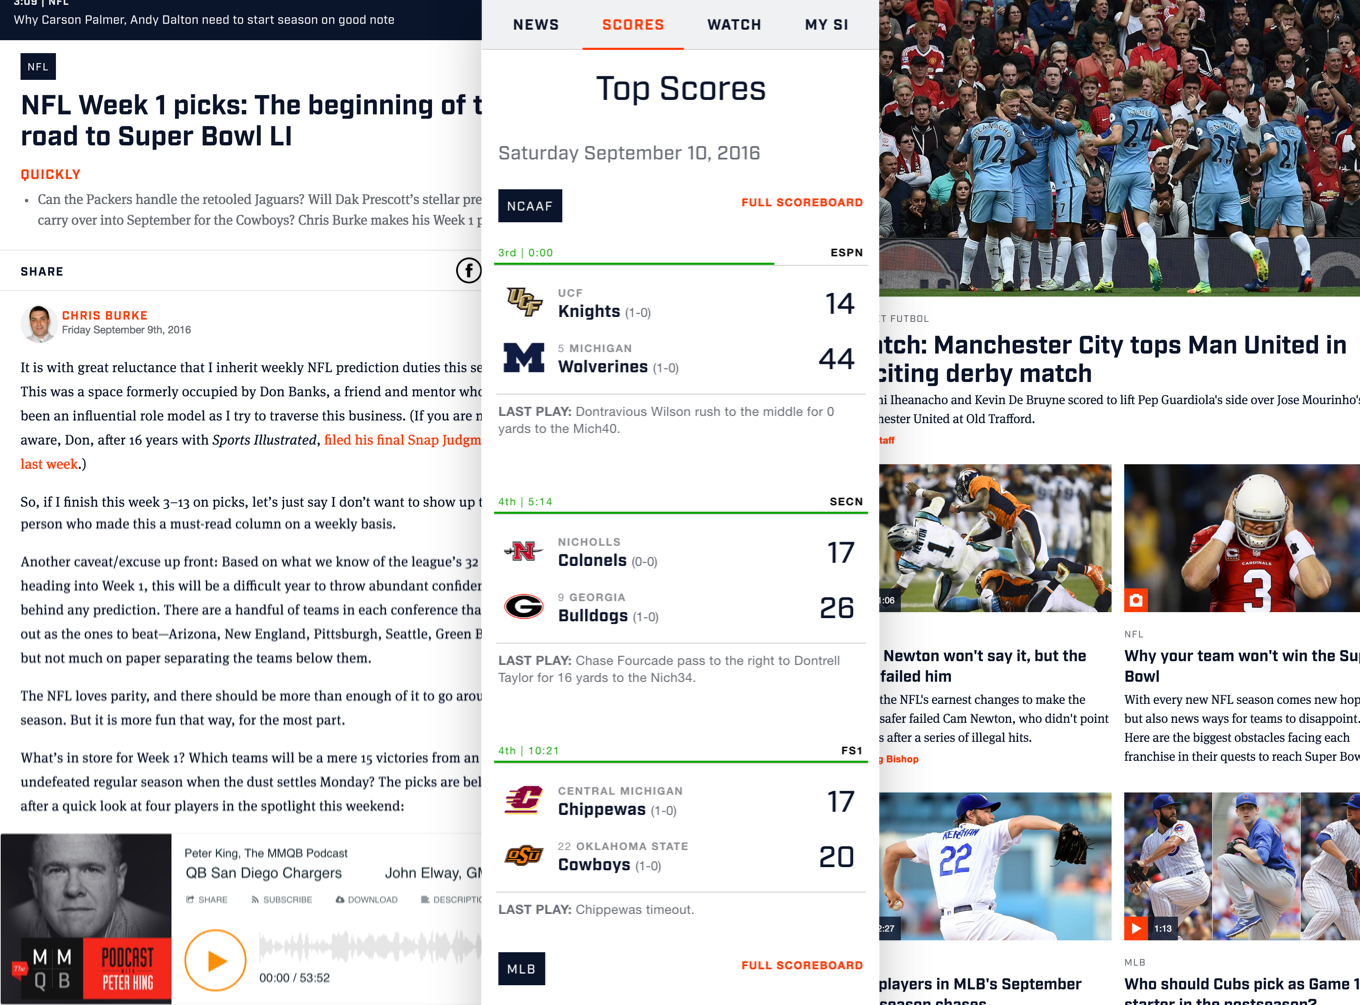 3:09 | NFL
Why Carson Palmer, Andy Dalton need to start season on good note
NFL
NFL Week 1 picks: The beginning of t
road to Super Bowl LI
QUICKLY
• Can the Packers handle the retooled Jaguars? Will Dak Prescott's stellar pre
carry over into September for the Cowboys? Chris Burke makes his Week 1 p
SHARE
CHRIS BURKE
Friday September 9th, 2016
It is with great reluctance that I inherit weekly NFL prediction duties this se
This was a space formerly occupied by Don Banks, a friend and mentor who
been an influential role model as I try to traverse this business. (If you are n
aware, Don, after 16 years with Sports Illustrated, filed his final Snap Judgm
last week.)
So, if I finish this week 3–13 on picks, let's just say I don't want to show up t
person who made this a must-read column on a weekly basis.
Another caveat/excuse up front: Based on what we know of the league's 32
heading into Week 1, this will be a difficult year to throw abundant confider
behind any prediction. There are a handful of teams in each conference tha
out as the ones to beat—Arizona, New England, Pittsburgh, Seattle, Green B
but not much on paper separating the teams below them.
The NFL loves parity, and there should be more than enough of it to go arou
season. But it is more fun that way, for the most part.
What's in store for Week 1? Which teams will be a mere 15 victories from an
undefeated regular season when the dust settles Monday? The picks are bel
after a quick look at four players in the spotlight this weekend:
The
MM
QB
PODCAST
WITH
PETER KING
Peter King, The MMQB Podcast
QB San Diego Chargers John Elway, GM
SHARE SUBSCRIBE DOWNLOAD DESCRIPTI
00:00 / 53:52
NEWS SCORES WATCH MY SI
Top Scores
Saturday September 10, 2016
NCAAF FULL SCOREBOARD
3rd | 0:00 ESPN
UCF
UCF
Knights (1-0) 14
M
5 MICHIGAN
Wolverines (1-0) 44
LAST PLAY: Dontravious Wilson rush to the middle for 0
yards to the Mich40.
4th | 5:14 SECN
N
NICHOLLS
Colonels (0-0) 17
G
9 GEORGIA
Bulldogs (1-0) 26
LAST PLAY: Chase Fourcade pass to the right to Dontrell
Taylor for 16 yards to the Nich34.
4th | 10:21 FS1
C
CENTRAL MICHIGAN
Chippewas (1-0) 17
OSU
22 OKLAHOMA STATE
Cowboys (1-0) 20
LAST PLAY: Chippewas timeout.
MLB FULL SCOREBOARD
72
24
25
21
7
T FUTBOL
tch: Manchester City tops Man United in
citing derby match
hi Iheanacho and Kevin De Bruyne scored to lift Pep Guardiola's side over Jose Mourinho's
hester United at Old Trafford.
taff
NEWTON
1
:06
Newton won't say it, but the
failed him
the NFL's earnest changes to make the
safer failed Cam Newton, who didn't point
s after a series of illegal hits.
g Bishop
CARDINALS
3
NFL
Why your team won't win the Su
Bowl
With every new NFL season comes new hop
but also news ways for teams to disappoint.
Here are the biggest obstacles facing each
franchise in their quests to reach Super Bow
KERSHAW
22
2:27
players in MLB's September
season chases
1:13
MLB
Who should Cubs pick as Game 1
starter in the postseason?